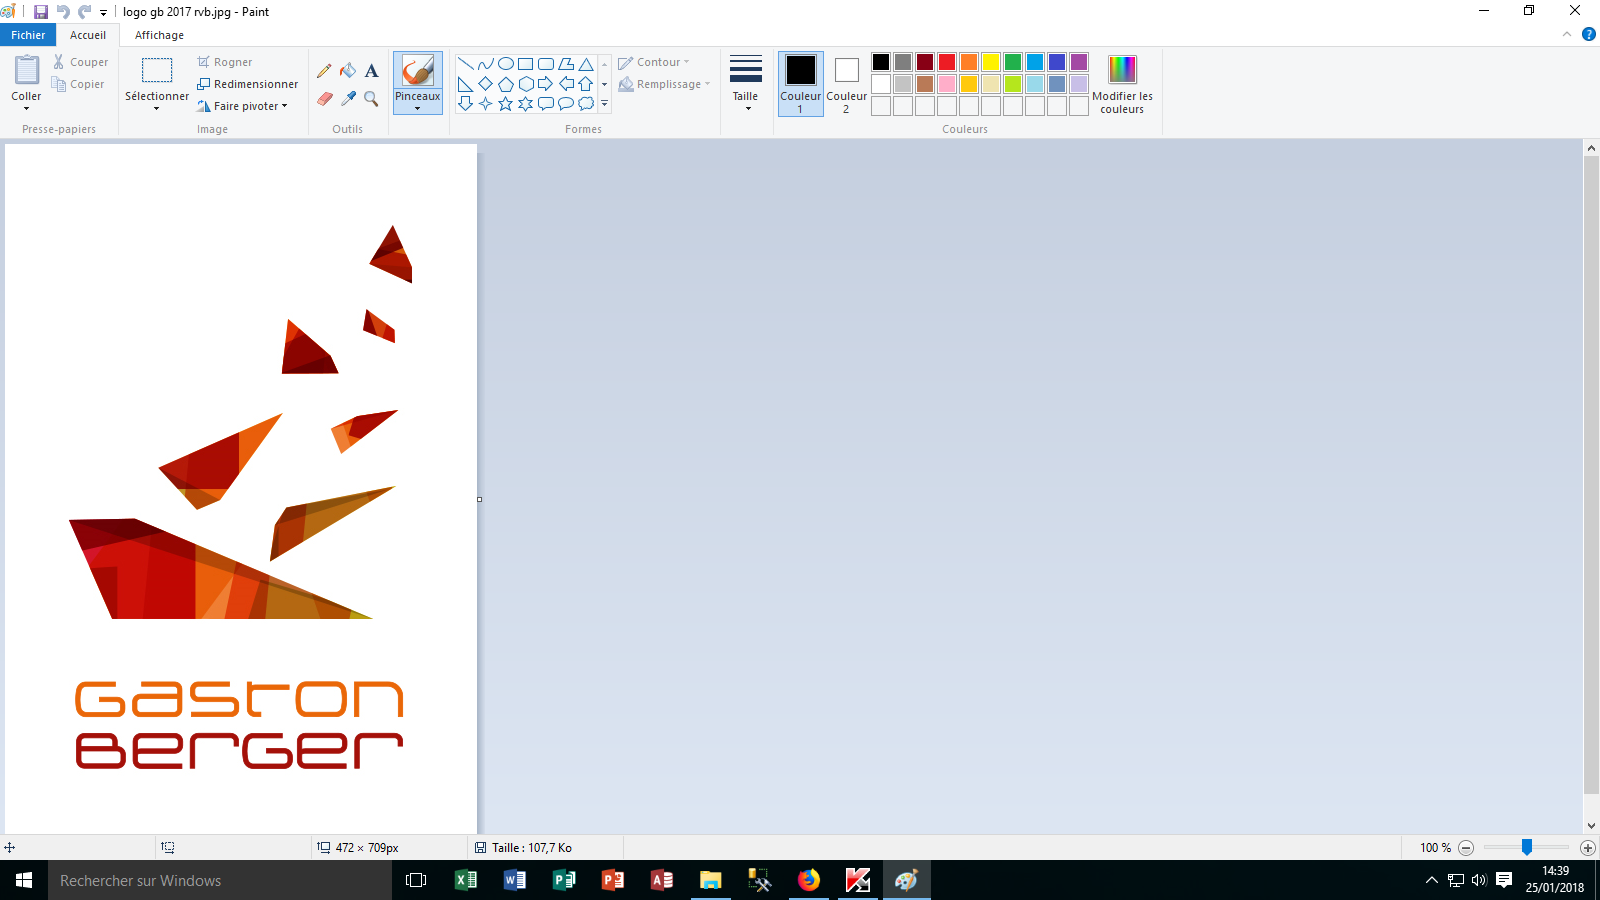 logo gb 2017 rvb.jpg - Paint
Fichier Accueil Affichage
Coller
Couper
Copier
Presse-papiers
Sélectionner
Rogner
Redimensionner
Faire pivoter
Image
A
Outils
Pinceaux
Contour
Remplissage
Formes
Taille
Couleur 1
Couleur 2
Modifier les couleurs
Couleurs
Gaston
Berger
472 × 709px
Taille : 107,7 Ko
100 %
Rechercher sur Windows
14:39
25/01/2018